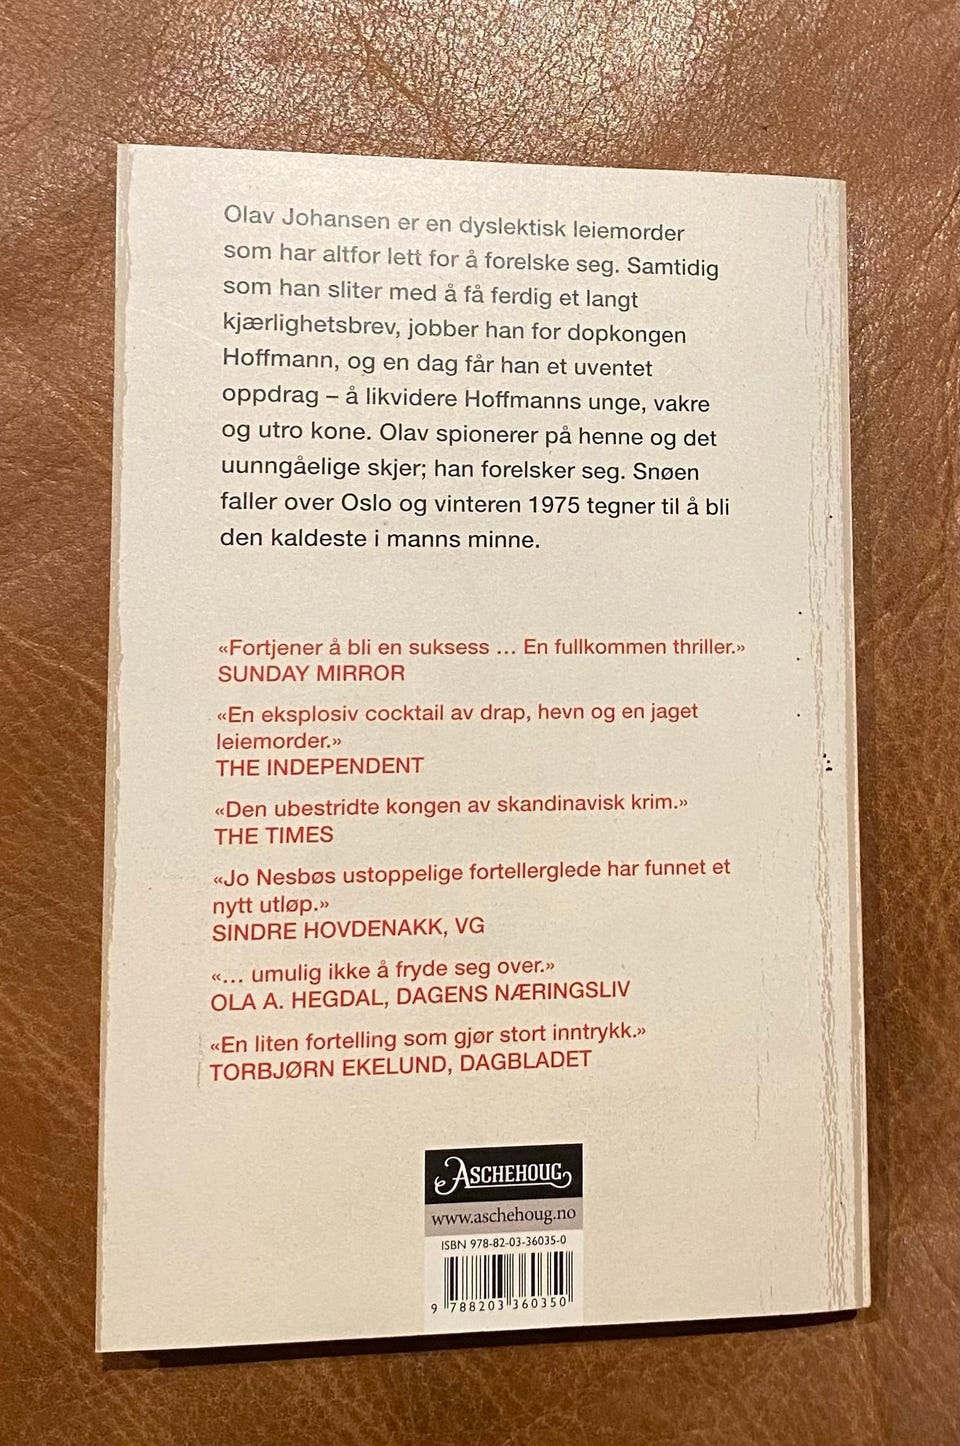 Olav Johansen er en dyslektisk leiemorder
som har altfor lett for å forelske seg. Samtidig
som han sliter med å få ferdig et langt
kjærlighetsbrev, jobber han for dopkongen
Hoffmann, og en dag får han et uventet
oppdrag – å likvidere Hoffmanns unge, vakre
og utro kone. Olav spionerer på henne og det
uunngåelige skjer; han forelsker seg. Snøen
faller over Oslo og vinteren 1975 tegner til å bli
den kaldeste i manns minne.
«Fortjener å bli en suksess ... En fullkommen thriller.»
SUNDAY MIRROR
«En eksplosiv cocktail av drap, hevn og en jaget
leiemorder.»
THE INDEPENDENT
«Den ubestridte kongen av skandinavisk krim.»
THE TIMES
«Jo Nesbøs ustoppelige fortellerglede har funnet et
nytt utløp.»
SINDRE HOVDENAKK, VG
«... umulig ikke å fryde seg over.»
OLA A. HEGDAL, DAGENS NÆRINGSLIV
«En liten fortelling som gjør stort inntrykk.»
TORBJØRN EKELUND, DAGBLADET
ASCHEHOUG
www.aschehoug.no
ISBN 978-82-03-36035-0
9 788203 360350